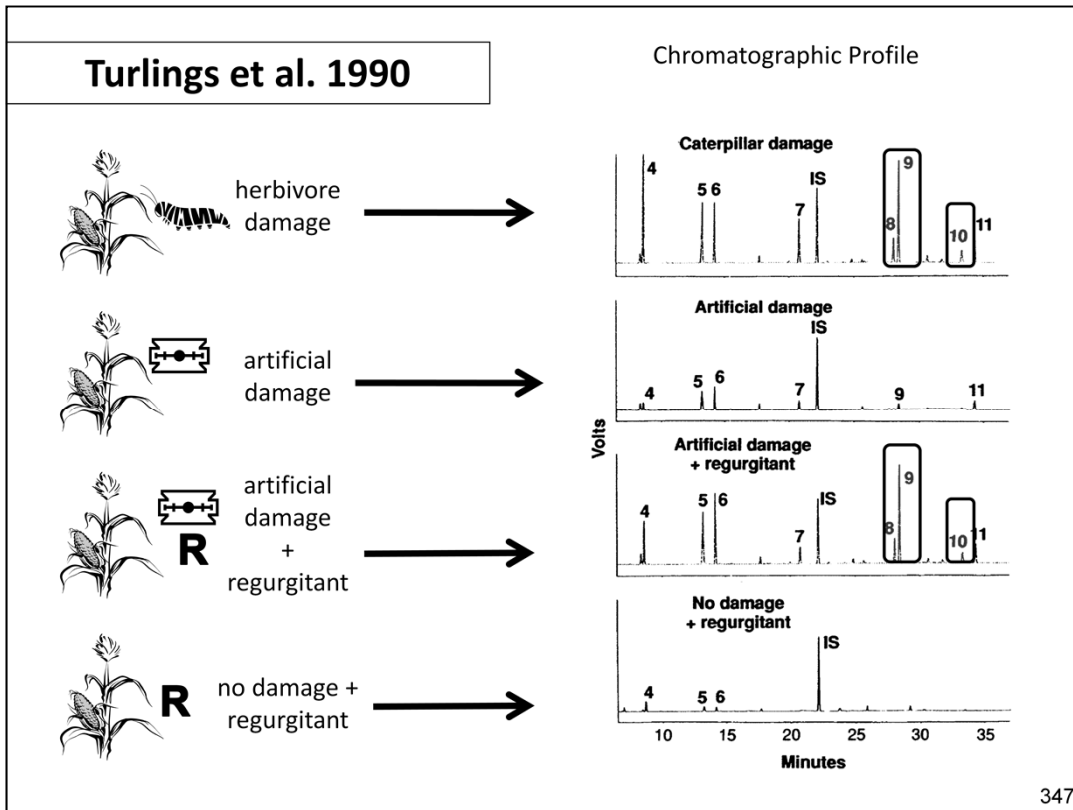 Turlings et al. 1990
Chromatographic Profile
herbivore
damage
Caterpillar damage
4
5 6
7
IS
8
9
10
11
artificial
damage
Artificial damage
4
5 6
7
IS
9
11
artificial
damage
+
regurgitant
R
Artificial damage
+ regurgitant
4
5 6
7
IS
8
9
10
11
R
no damage +
regurgitant
No damage
+ regurgitant
4
5 6
IS
Volts
10 15 20 25 30 35
Minutes
347